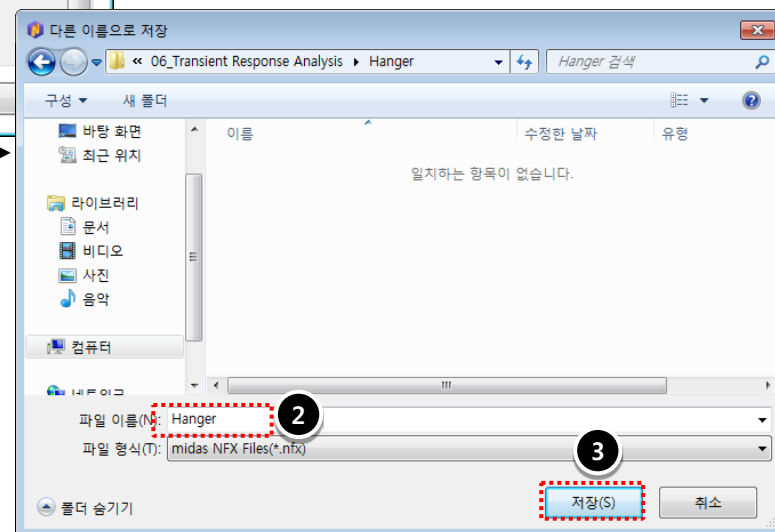 다른 이름으로 저장
« 06_Transient Response Analysis ▸ Hanger
Hanger 검색
구성 새 폴더
이름 수정한 날짜 유형
바탕 화면
최근 위치
일치하는 항목이 없습니다.
라이브러리
문서
비디오
사진
음악
컴퓨터
네트워크
파일 이름(N): Hanger
2
파일 형식(T): midas NFX Files(*.nfx)
3
폴더 숨기기
저장(S) 취소